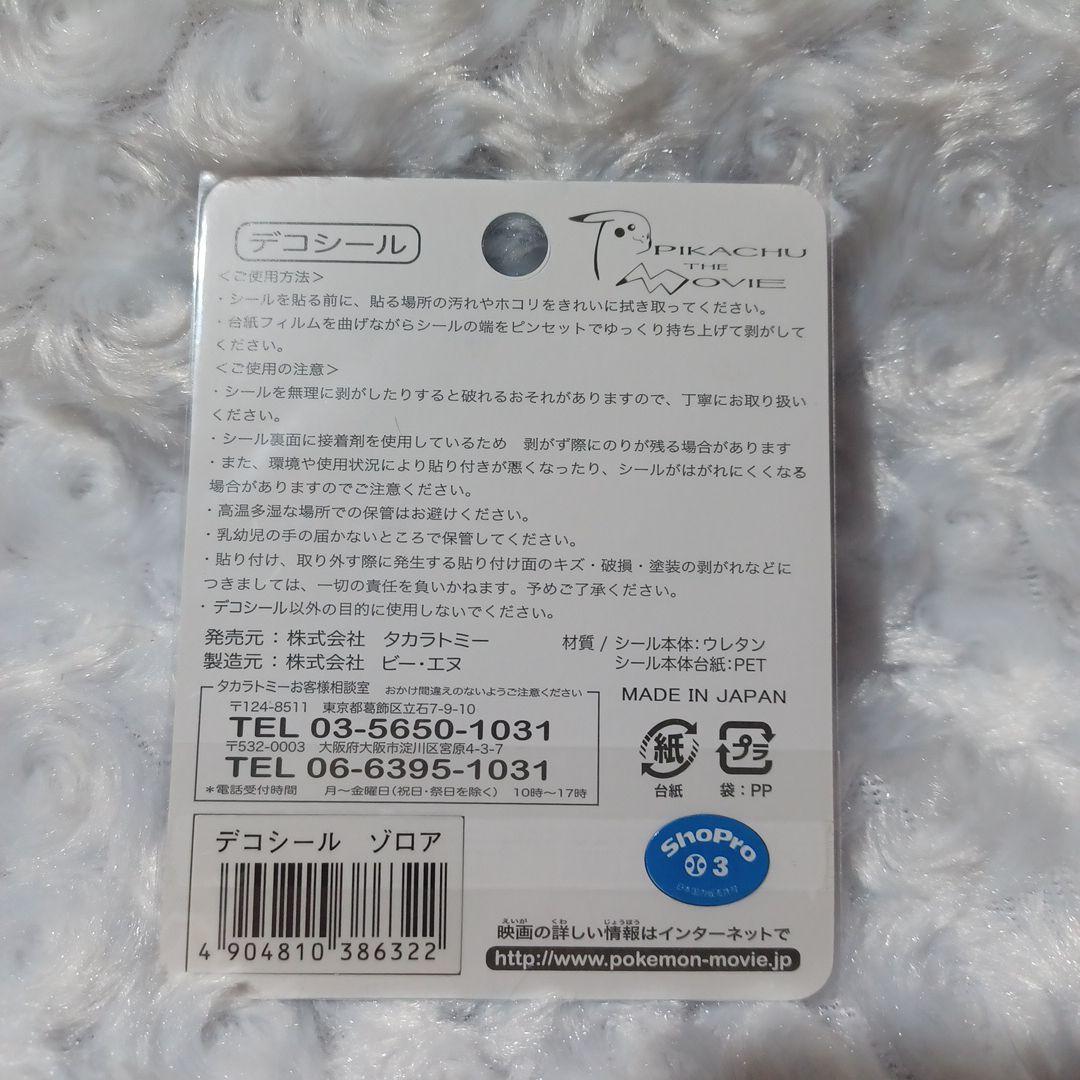 デコシール
PIKACHU
THE
MOVIE
＜ご使用方法＞
・シールを貼る前に、貼る場所の汚れやホコリをきれいに拭き取ってください。
・台紙フィルムを曲げながらシールの端をピンセットでゆっくり持ち上げて剥がして
ください。
＜ご使用の注意＞
・シールを無理に剥がしたりすると破れるおそれがありますので、丁寧にお取り扱い
ください。
・シール裏面に接着剤を使用しているため　剥がず際にのりが残る場合があります
・また、環境や使用状況により貼り付きが悪くなったり、シールがはがれにくくなる
場合がありますのでご注意ください。
・高温多湿な場所での保管はお避けください。
・乳幼児の手の届かないところで保管してください。
・貼り付け、取り外す際に発生する貼り付け面のキズ・破損・塗装の剥がれなどに
つきましては、一切の責任を負いかねます。予めご了承ください。
・デコシール以外の目的に使用しないでください。
発売元：株式会社　タカラトミー
製造元：株式会社　ビー・エヌ
材質 / シール本体：ウレタン
シール本体台紙：PET
タカラトミーお客様相談室　おかけ間違えのないようご注意ください
〒124-8511　東京都葛飾区立石7-9-10
TEL 03-5650-1031
〒532-0003　大阪府大阪市淀川区宮原4-3-7
TEL 06-6395-1031
＊電話受付時間　月〜金曜日（祝日・祭日を除く）　10時〜17時
MADE IN JAPAN
紙
台紙
プラ
袋：PP
デコシール　ゾロア
4 904810 386322
ShoPro
3
えいが くわ じょうほう
映画の詳しい情報はインターネットで
http://www.pokemon-movie.jp